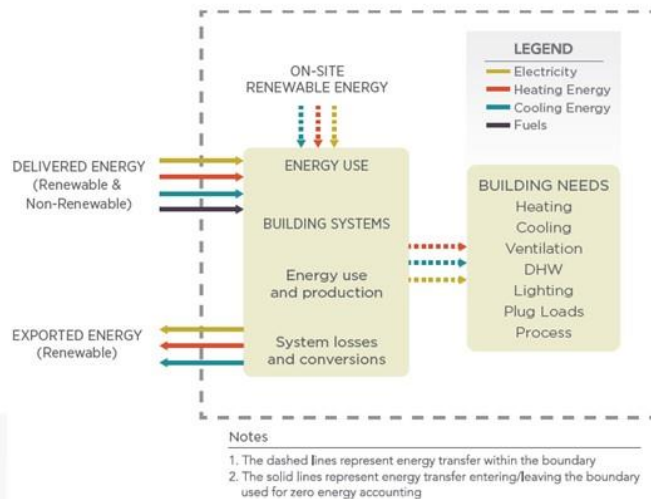 LEGEND
Electricity
Heating Energy
Cooling Energy
Fuels
ON-SITE
RENEWABLE ENERGY
DELIVERED ENERGY
(Renewable &
Non-Renewable)
ENERGY USE
BUILDING SYSTEMS
Energy use
and production
System losses
and conversions
EXPORTED ENERGY
(Renewable)
BUILDING NEEDS
Heating
Cooling
Ventilation
DHW
Lighting
Plug Loads
Process
Notes
1. The dashed lines represent energy transfer within the boundary
2. The solid lines represent energy transfer entering/leaving the boundary
used for zero energy accounting